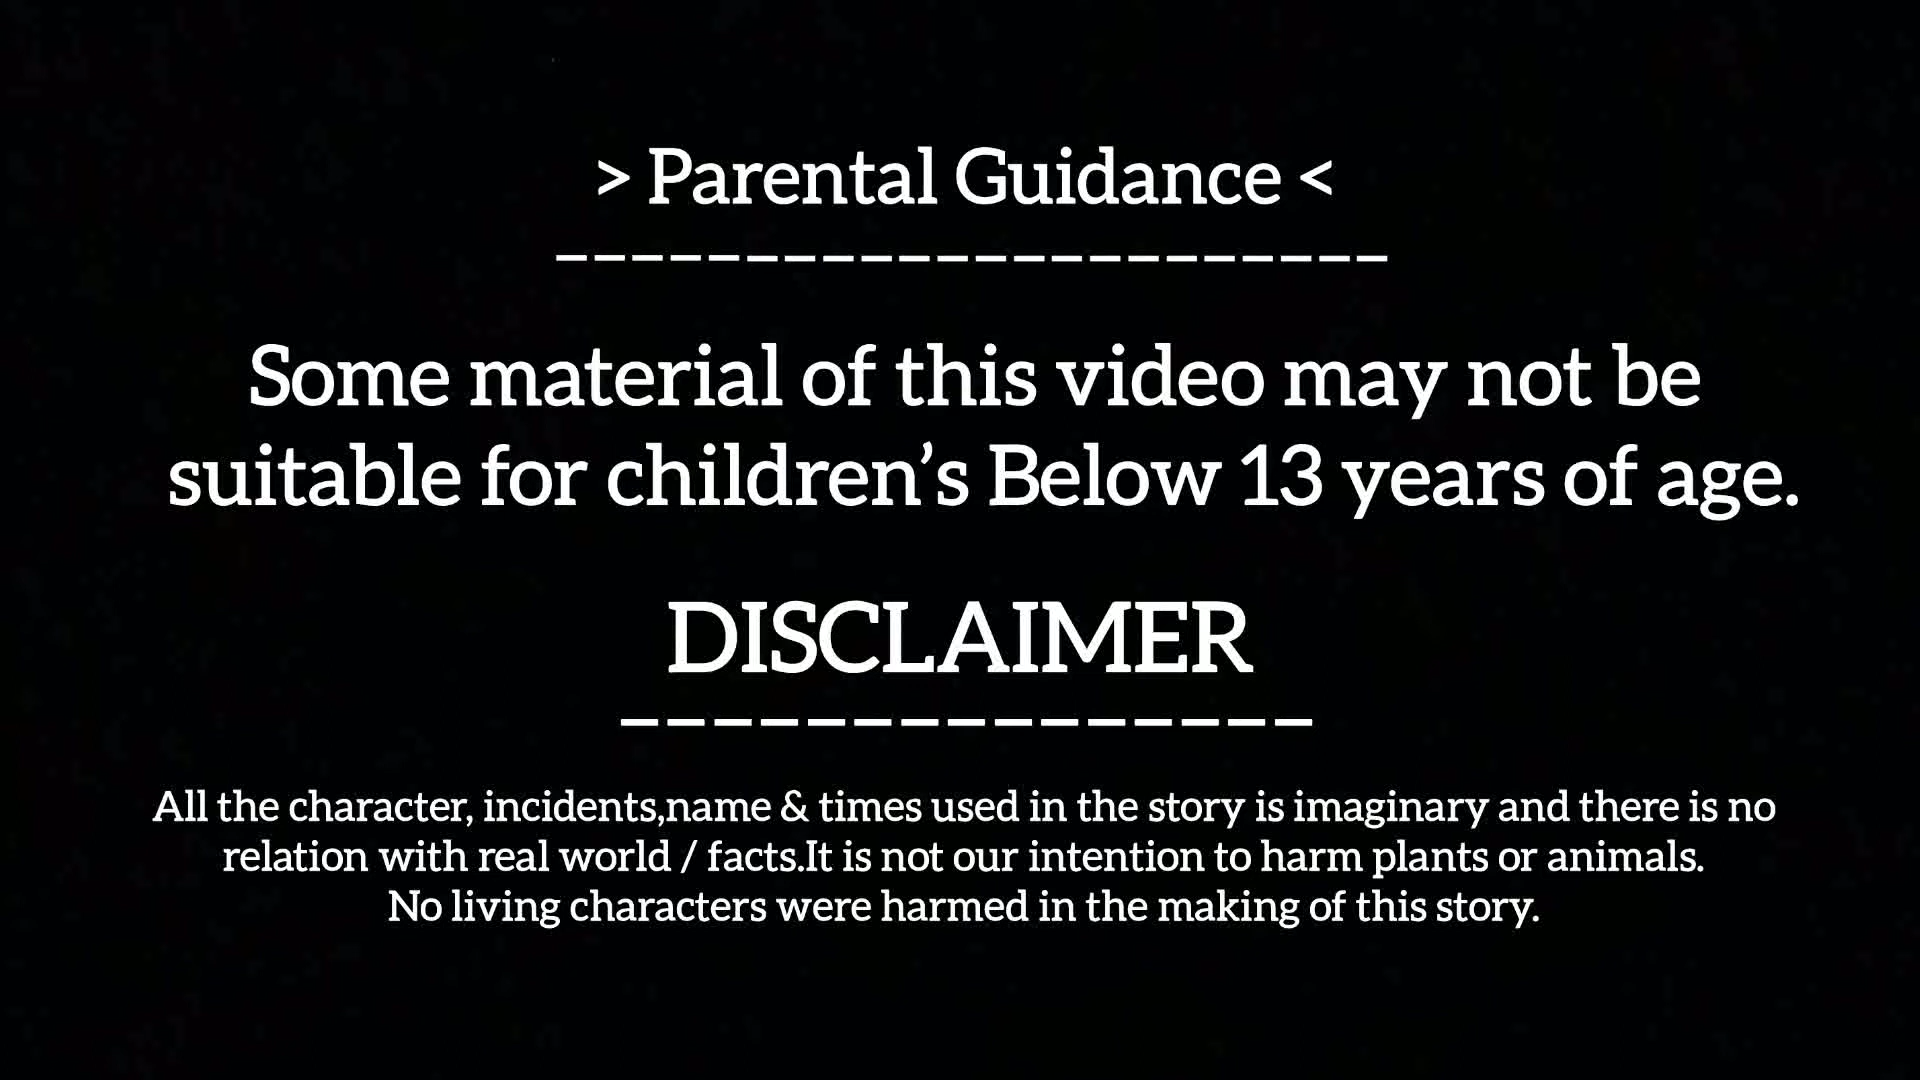 > Parental Guidance <
----------------------
Some material of this video may not be
suitable for children’s Below 13 years of age.
DISCLAIMER
---------------
All the character, incidents,name & times used in the story is imaginary and there is no
relation with real world / facts.It is not our intention to harm plants or animals.
No living characters were harmed in the making of this story.